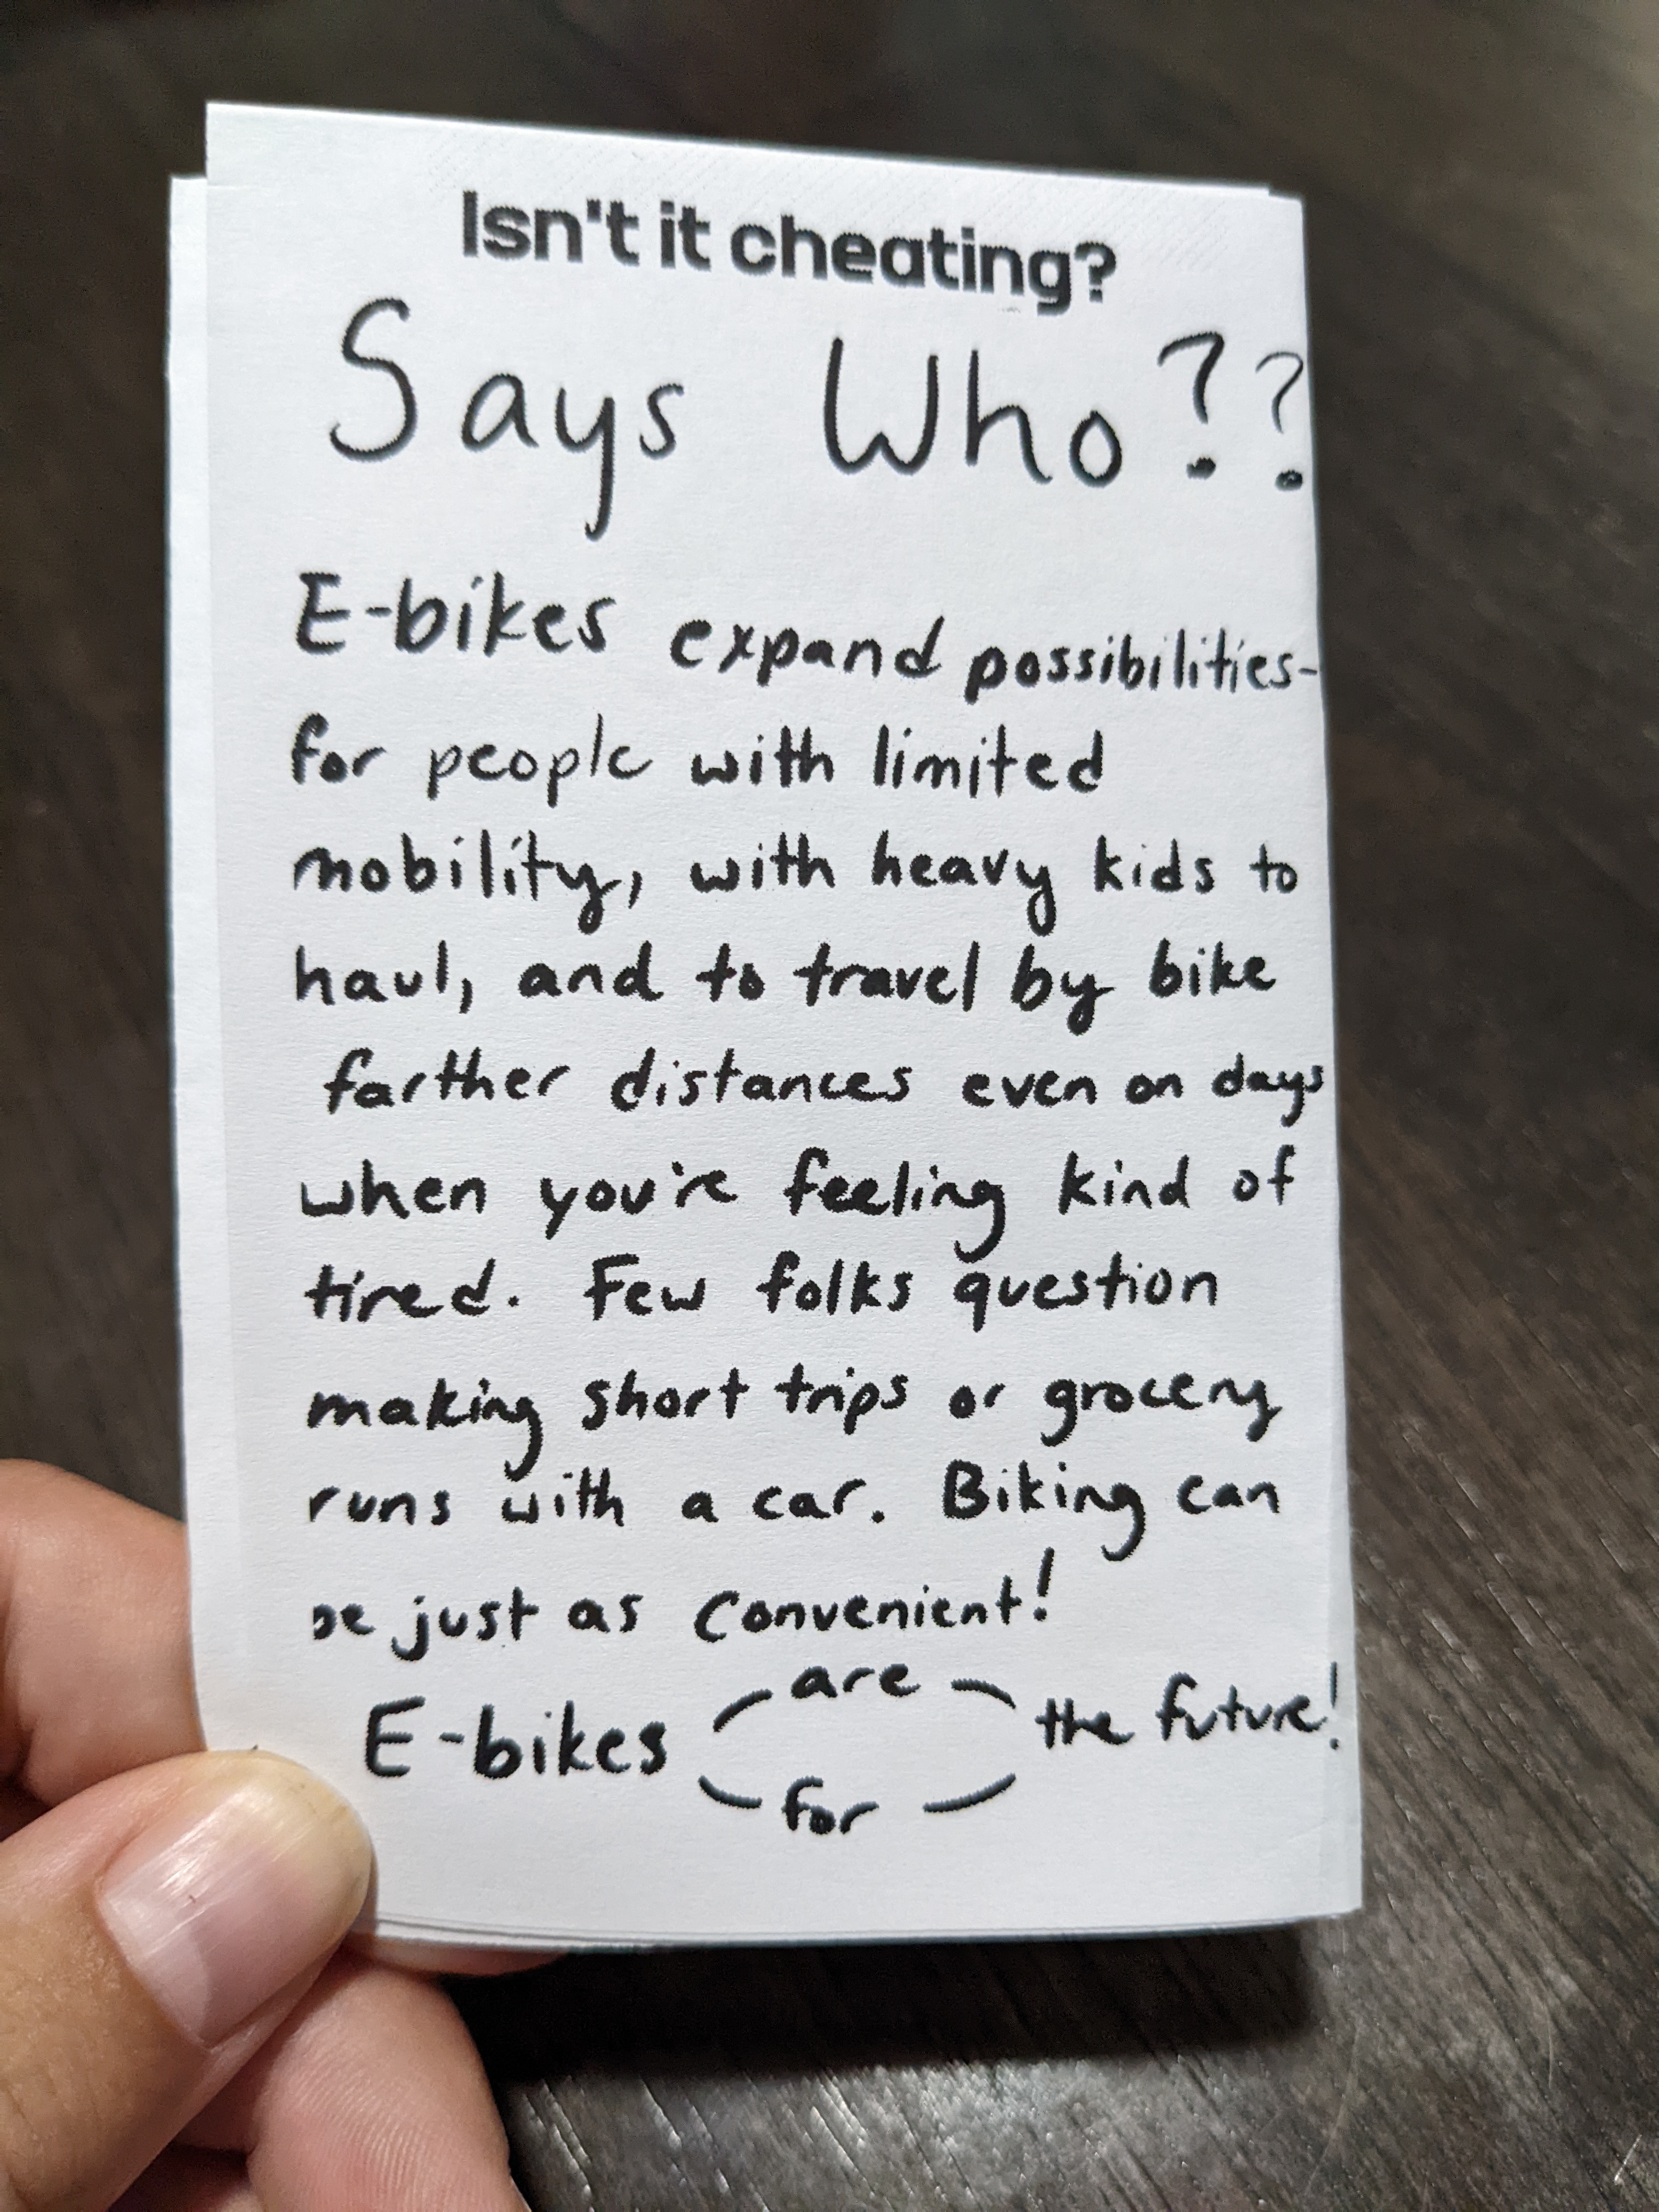 Isn't it cheating?
Says Who??
E-bikes expand possibilities-
for people with limited
mobility, with heavy kids to
haul, and to travel by bike
farther distances even on days
when you're feeling kind of
tired. Few folks question
making short trips or grocery
runs with a car. Biking can
be just as convenient!
are
E-bikes the future!
for